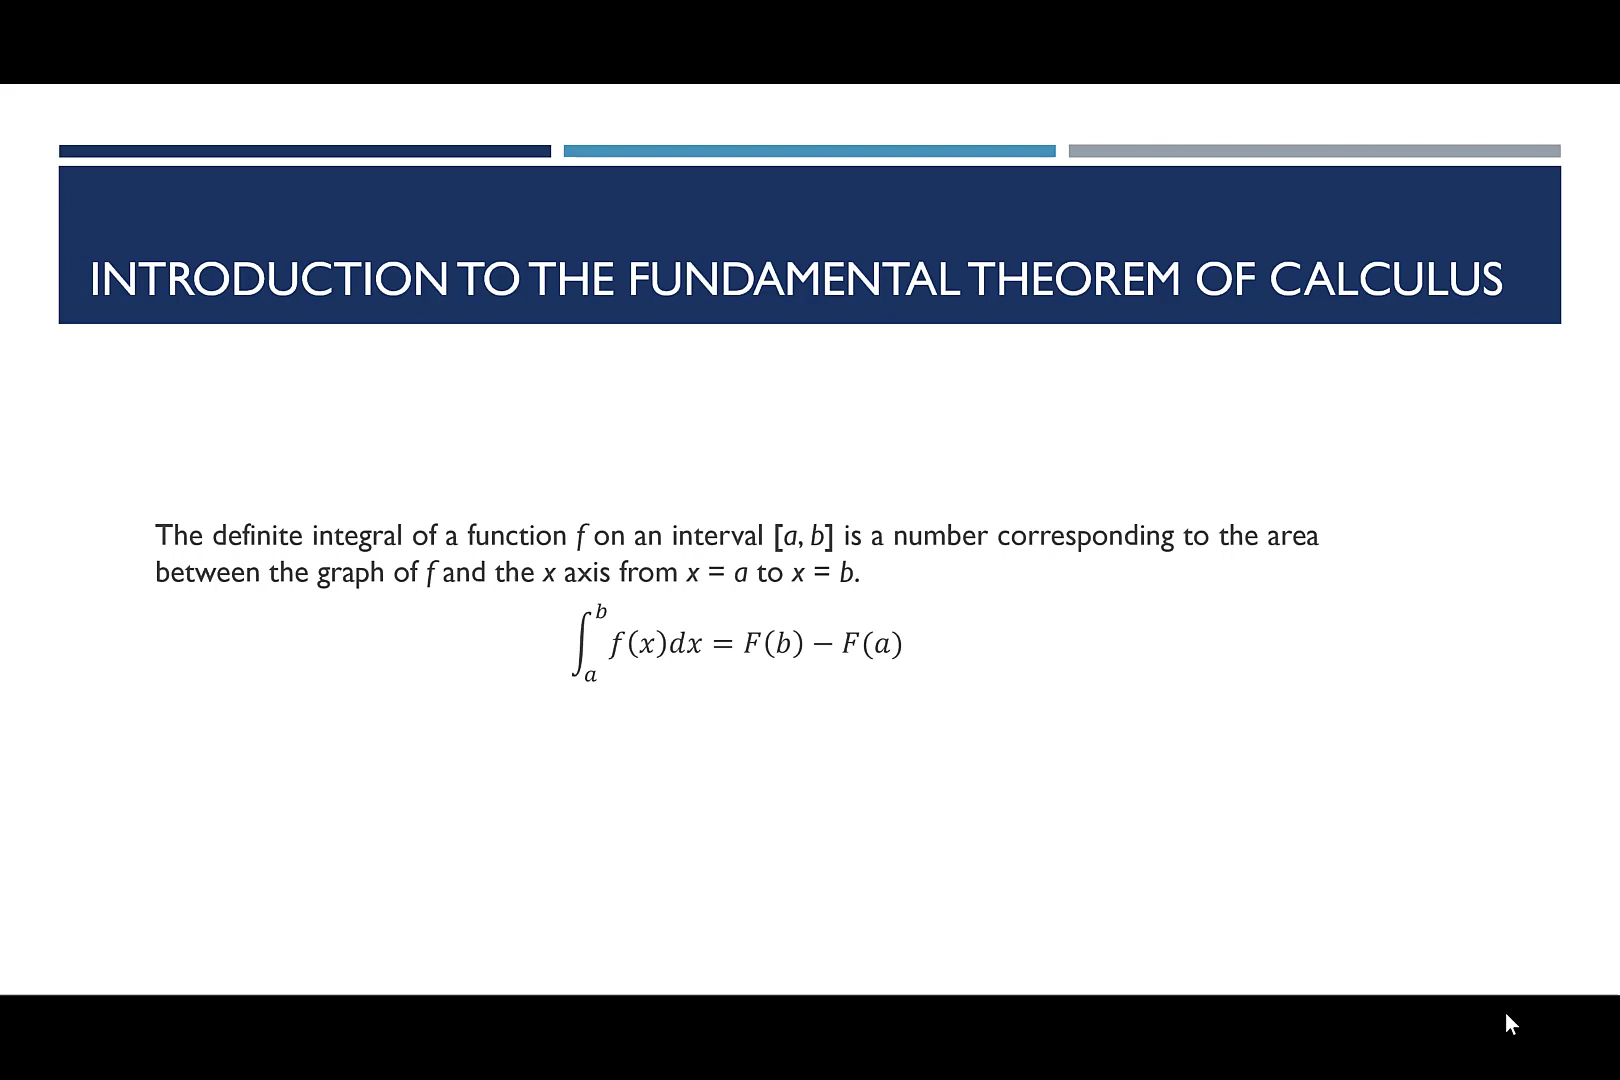 INTRODUCTION TO THE FUNDAMENTAL THEOREM OF CALCULUS
The definite integral of a function f on an interval [a, b] is a number corresponding to the area
between the graph of f and the x axis from x = a to x = b.
∫_a^b f(x)dx = F(b) − F(a)